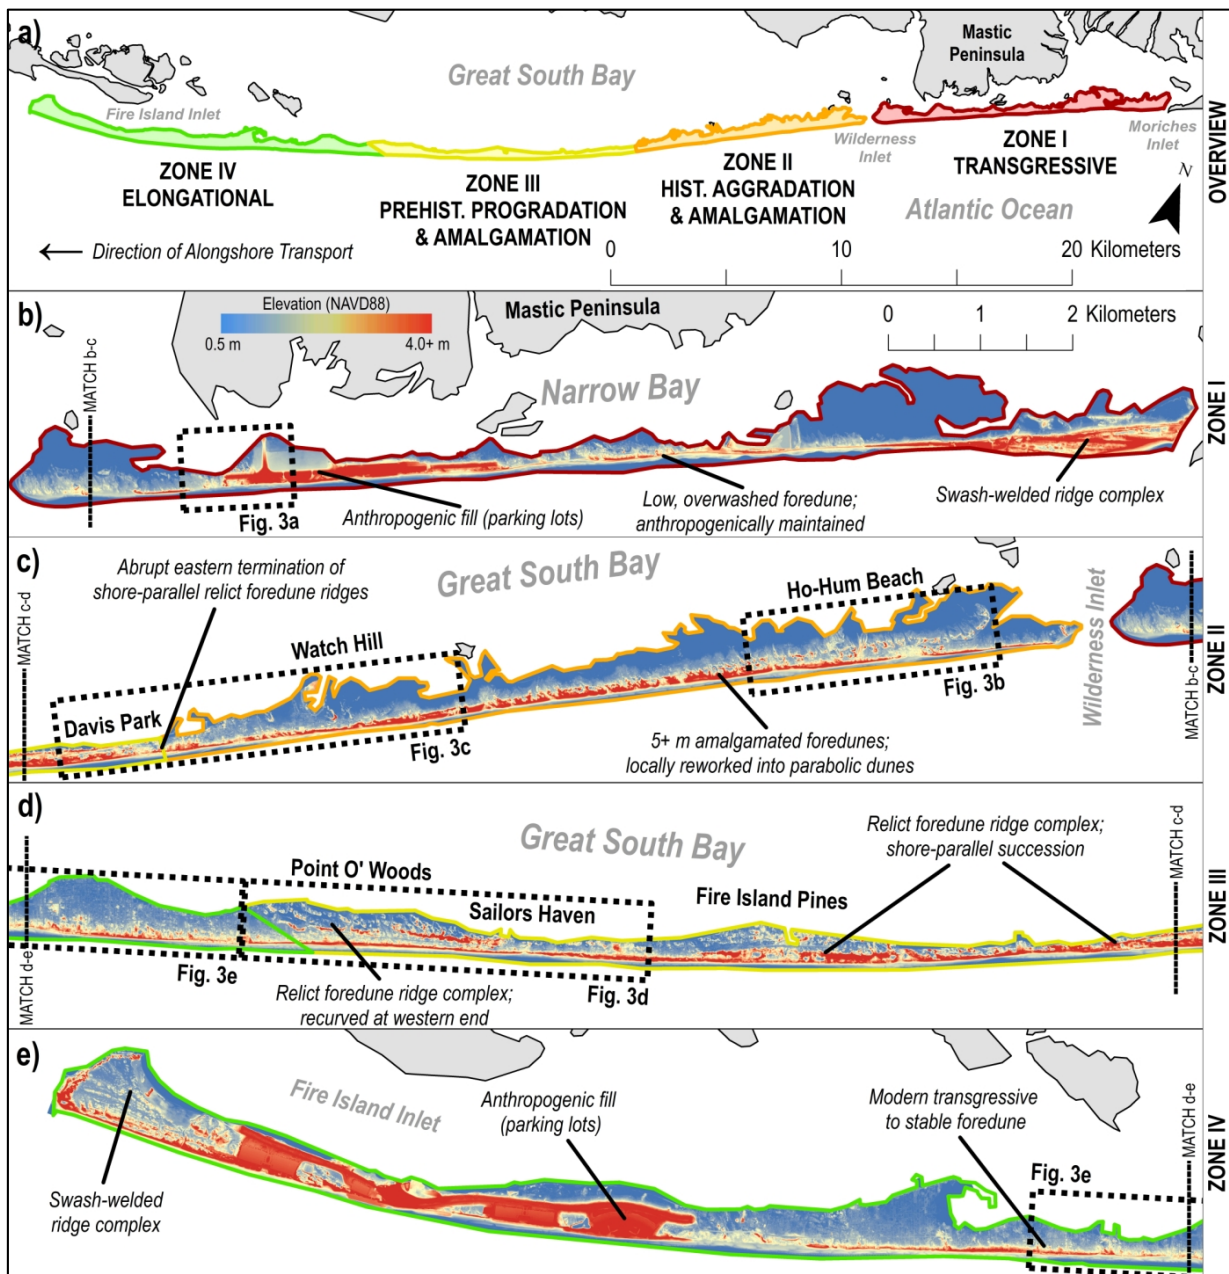 a)
Mastic
Peninsula
Great South Bay
Fire Island Inlet
Wilderness
Inlet
Moriches
Inlet
ZONE I
TRANSGRESSIVE
ZONE II
HIST. AGGRADATION
& AMALGAMATION
ZONE III
PREHIST. PROGRADATION
& AMALGAMATION
ZONE IV
ELONGATIONAL
Atlantic Ocean
N
← Direction of Alongshore Transport
0 10 20 Kilometers
OVERVIEW
b)
Elevation (NAVD88)
0.5 m 4.0+ m
Mastic Peninsula
0 1 2 Kilometers
MATCH b-c
Narrow Bay
Fig. 3a
Anthropogenic fill (parking lots)
Low, overwashed foredune;
anthropogenically maintained
Swash-welded ridge complex
ZONE I
c)
Abrupt eastern termination of
shore-parallel relict foredune ridges
Great South Bay
Ho-Hum Beach
Wilderness Inlet
MATCH c-d
Watch Hill
Davis Park
Fig. 3c
Fig. 3b
5+ m amalgamated foredunes;
locally reworked into parabolic dunes
MATCH b-c
ZONE II
d)
Great South Bay
Relict foredune ridge complex;
shore-parallel succession
MATCH c-d
Point O' Woods
Sailors Haven
Fire Island Pines
MATCH d-e
Fig. 3e
Relict foredune ridge complex;
recurved at western end
Fig. 3d
ZONE III
e)
Fire Island Inlet
Anthropogenic fill
(parking lots)
Modern transgressive
to stable foredune
Fig. 3e
MATCH d-e
Swash-welded
ridge complex
ZONE IV